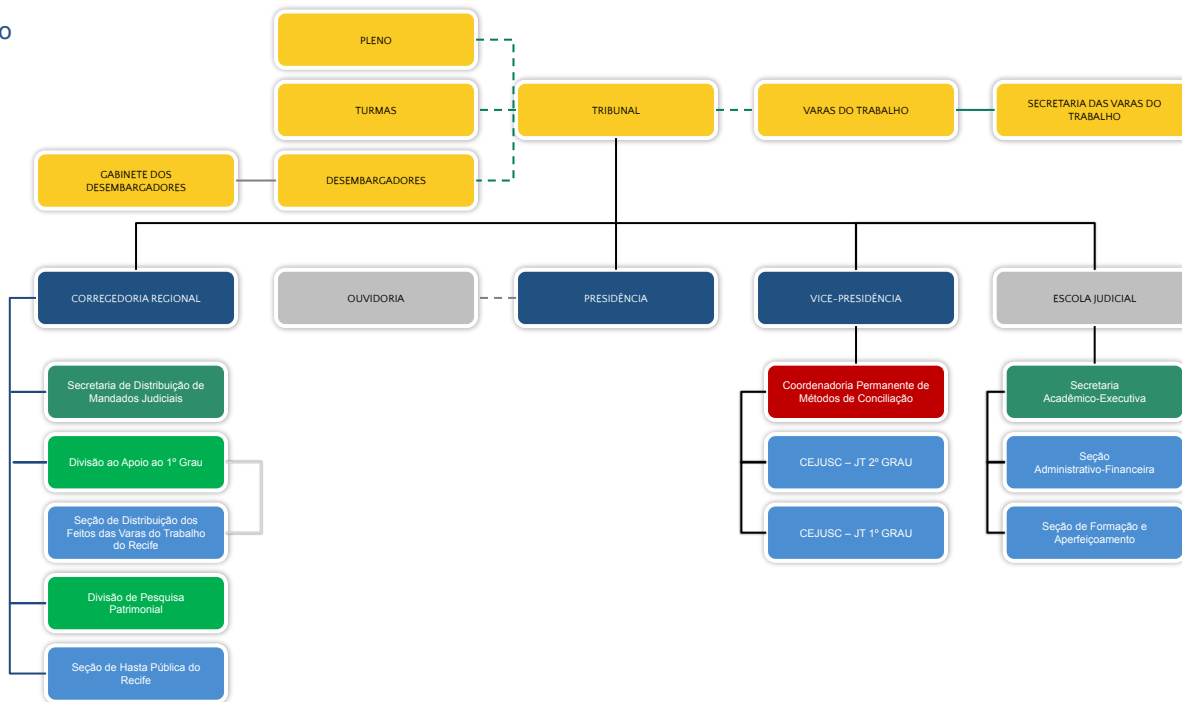 o
PLENO
TURMAS
TRIBUNAL
VARAS DO TRABALHO
SECRETARIA DAS VARAS DO
TRABALHO
GABINETE DOS
DESEMBARGADORES
DESEMBARGADORES
CORREGEDORIA REGIONAL
OUVIDORIA
PRESIDÊNCIA
VICE-PRESIDÊNCIA
ESCOLA JUDICIAL
Secretaria de Distribuição de
Mandados Judiciais
Divisão ao Apoio ao 1º Grau
Seção de Distribuição dos
Feitos das Varas do Trabalho
do Recife
Divisão de Pesquisa
Patrimonial
Seção de Hasta Pública do
Recife
Coordenadoria Permanente de
Métodos de Conciliação
CEJUSC – JT 2º GRAU
CEJUSC – JT 1º GRAU
Secretaria
Acadêmico-Executiva
Seção
Administrativo-Financeira
Seção de Formação e
Aperfeiçoamento